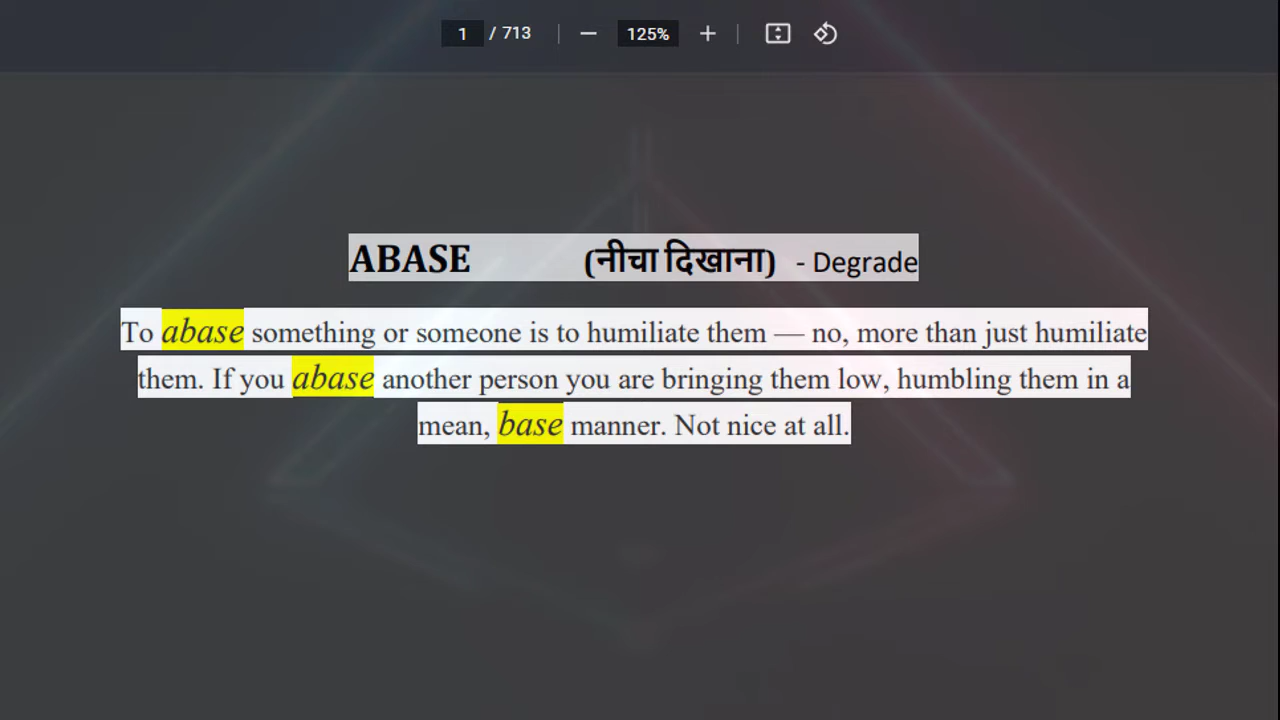 1 / 713 125%
ABASE (नीचा दिखाना) - Degrade
To abase something or someone is to humiliate them — no, more than just humiliate
them. If you abase another person you are bringing them low, humbling them in a
mean, base manner. Not nice at all.